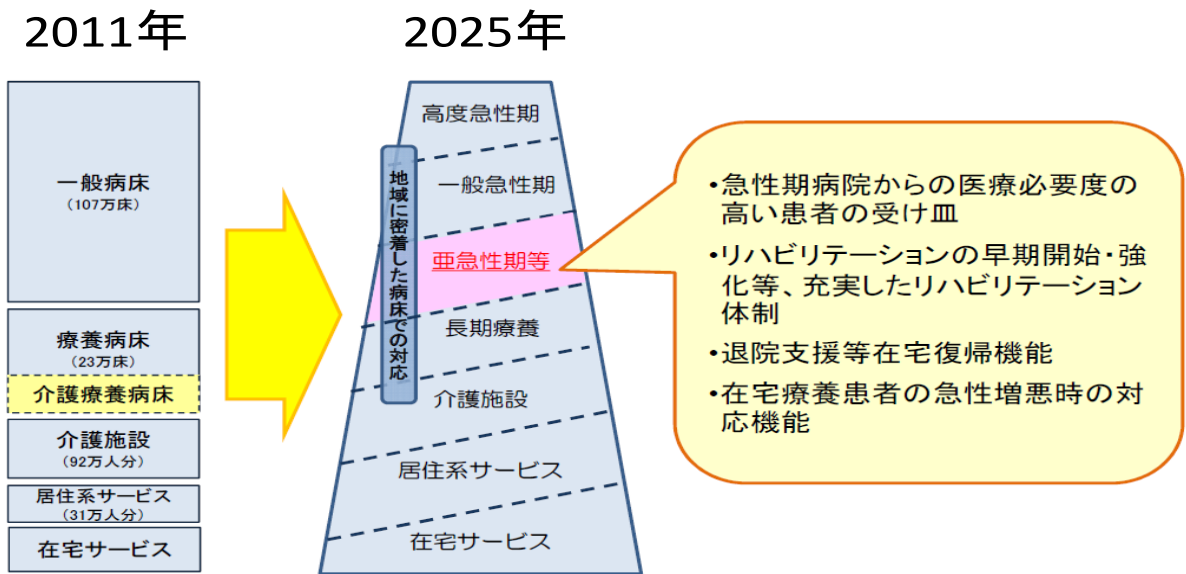 2011年
2025年
一般病床
(107万床)
療養病床
(23万床)
介護療養病床
介護施設
(92万人分)
居住系サービス
(31万人分)
在宅サービス
高度急性期
一般急性期
亜急性期等
長期療養
介護施設
居住系サービス
在宅サービス
地域に密着した病床での対応
・急性期病院からの医療必要度の
高い患者の受け皿
・リハビリテーションの早期開始・強
化等、充実したリハビリテーション
体制
・退院支援等在宅復帰機能
・在宅療養患者の急性増悪時の対
応機能